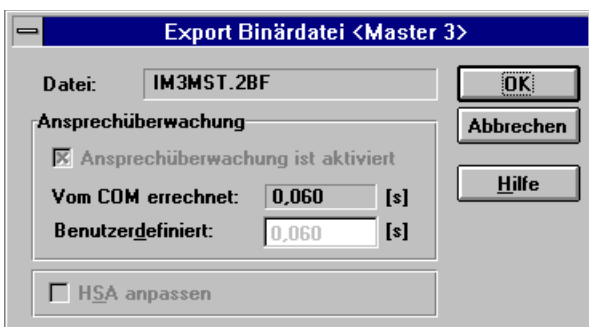 Export Binärdatei <Master 3>
Datei: IM3MST.2BF
OK
Ansprechüberwachung
Abbrechen
Ansprechüberwachung ist aktiviert
Vom COM errechnet: 0,060 [s]
Hilfe
Benutzerdefiniert: 0,060 [s]
HSA anpassen